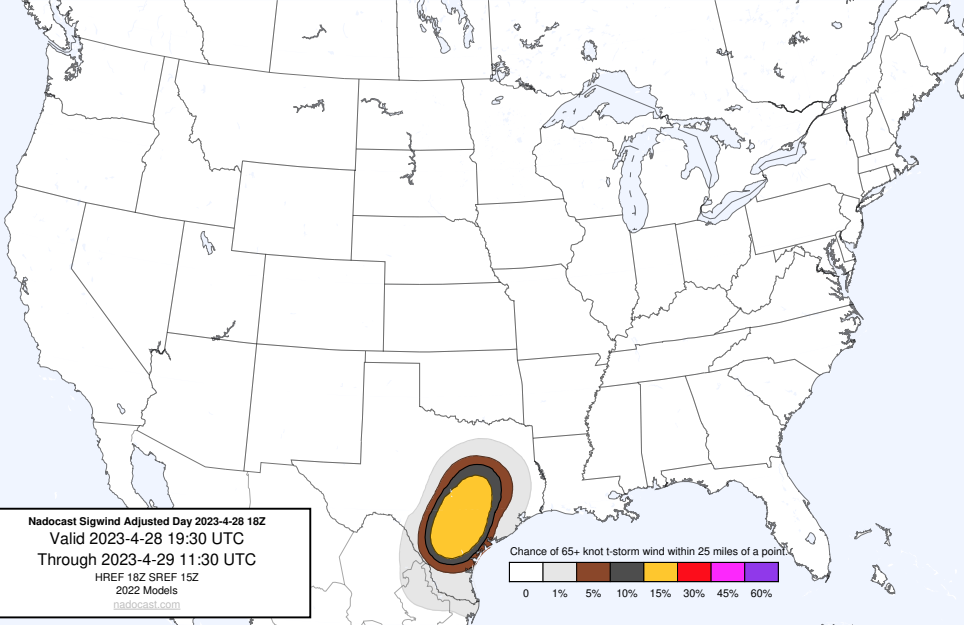 Nadocast Sigwind Adjusted Day 2023-4-28 18Z
Valid 2023-4-28 19:30 UTC
Through 2023-4-29 11:30 UTC
HREF 18Z SREF 15Z
2022 Models
nadocast.com
Chance of 65+ knot t-storm wind within 25 miles of a point.
0 1% 5% 10% 15% 30% 45% 60%